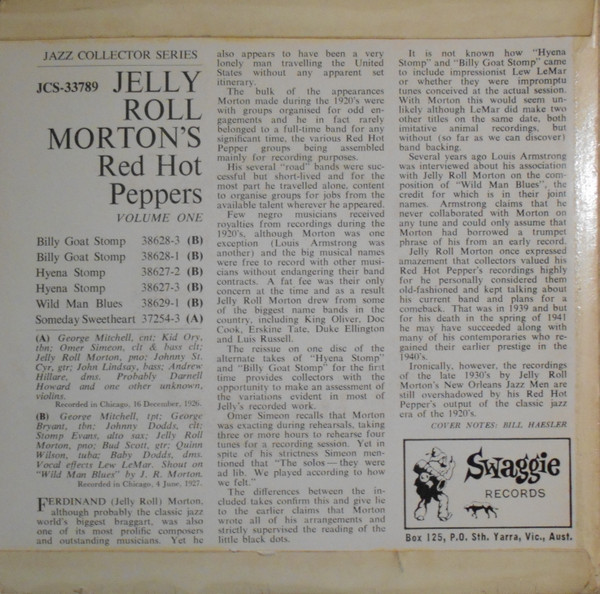 JAZZ COLLECTOR SERIES
JCS-33789 JELLY
ROLL
MORTON'S
Red Hot
Peppers
VOLUME ONE
Billy Goat Stomp 38628-3 (B)
Billy Goat Stomp 38628-1 (B)
Hyena Stomp 38627-2 (B)
Hyena Stomp 38627-3 (B)
Wild Man Blues 38629-1 (B)
Someday Sweetheart 37254-3 (A)
(A) George Mitchell, cnt: Kid Ory,
tbn; Omer Simeon, clt & bass clt;
Jelly Roll Morton, pno; Johnny St.
Cyr, gtr; John Lindsay, bass; Andrew
Hillare, dms. Probably Darnell
Howard and one other unknown,
violins.
Recorded in Chicago, 16 December, 1926.
(B) George Mitchell, tpt; George
Bryant, tbn; Johnny Dodds, clt;
Stomp Evans, alto sax; Jelly Roll
Morton, pno; Bud Scott, gtr; Quinn
Wilson, tuba; Baby Dodds, dms.
Vocal effects Lew LeMar. Shout on
"Wild Man Blues" by J. R. Morton.
Recorded in Chicago, 4 June, 1927.
FERDINAND (Jelly Roll) Morton,
although probably the classic jazz
world's biggest braggart, was also
one of its most prolific composers
and outstanding musicians. Yet he
also appears to have been a very
lonely man travelling the United
States without any apparent set
itinerary.
The bulk of the appearances
Morton made during the 1920's were
with groups organised for odd en-
gagements and he in fact rarely
belonged to a full-time band for any
significant time, the various Red Hot
Pepper groups being assembled
mainly for recording purposes.
His several "road" bands were suc-
cessful but short-lived and for the
most part he travelled alone, content
to organise groups for jobs from the
available talent wherever he appeared.
Few negro musicians received
royalties from recordings during the
1920's, although Morton was one
exception (Louis Armstrong was
another) and the big musical names
were free to record with other musi-
cians without endangering their band
contracts. A fat fee was their only
concern at the time and as a result
Jelly Roll Morton drew from some
of the biggest name bands in the
country, including King Oliver, Doc
Cook, Erskine Tate, Duke Ellington
and Luis Russell.
The reissue on one disc of the
alternate takes of "Hyena Stomp"
and "Billy Goat Stomp" for the first
time provides collectors with the
opportunity to make an assessment of
the variations evident in most of
Jelly's recorded work.
Omer Simeon recalls that Morton
was exacting during rehearsals, taking
three or more hours to rehearse four
tunes for a recording session. Yet in
spite of his strictness Simeon men-
tioned that "The solos — they were
ad lib. We played according to how
we felt."
The differences between the in-
cluded takes confirm this and give lie
to the earlier claims that Morton
wrote all of his arrangements and
strictly supervised the reading of the
little black dots.
It is not known how "Hyena
Stomp" and "Billy Goat Stomp" came
to include impressionist Lew LeMar
or whether they were impromptu
tunes conceived at the actual session.
With Morton this would seem un-
likely although LeMar did make two
other titles on the same date, both
imitative animal recordings, but
without (so far as we can discover)
band backing.
Several years ago Louis Armstrong
was interviewed about his association
with Jelly Roll Morton on the com-
position of "Wild Man Blues", the
credit for which is in their joint
names. Armstrong claims that he
never collaborated with Morton on
any tune and could only assume that
Morton had borrowed a trumpet
phrase of his from an early record.
Jelly Roll Morton once expressed
amazement that collectors valued his
Red Hot Pepper's recordings highly
for he personally considered them
old-fashioned and kept talking about
his current band and plans for a
comeback. That was in 1939 and but
for his death in the spring of 1941
he may have succeeded along with
many of his contemporaries who re-
gained their earlier prestige in the
1940's.
Ironically, however, the recordings
of the late 1930's by Jelly Roll
Morton's New Orleans Jazz Men are
still overshadowed by his Red Hot
Pepper's output of the classic jazz
era of the 1920's.
COVER NOTES: BILL HAESLER
Swaggie
RECORDS
Box 125, P.O. Sth. Yarra, Vic., Aust.